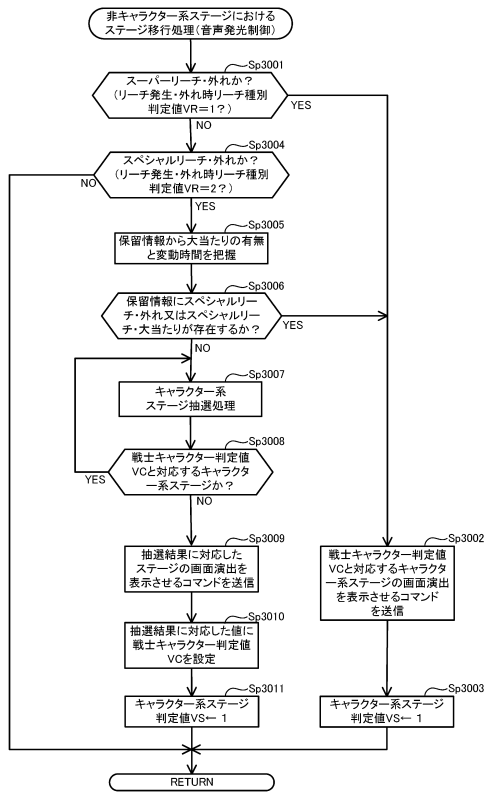 非キャラクター系ステージにおける
ステージ移行処理（音声発光制御）
Sp3001
スーパーリーチ・外れか？
（リーチ発生・外れ時リーチ種別
判定値VR＝1？）
YES
NO
Sp3004
スペシャルリーチ・外れか？
（リーチ発生・外れ時リーチ種別
判定値VR＝2？）
NO
YES
Sp3005
保留情報から大当たりの有無
と変動時間を把握
Sp3006
保留情報にスペシャルリー
チ・外れ又はスペシャルリー
チ・大当たりが存在するか？
YES
NO
Sp3007
キャラクター系
ステージ抽選処理
Sp3008
戦士キャラクター判定値
VCと対応するキャラクタ
ー系ステージか？
YES
NO
Sp3009
抽選結果に対応した
ステージの画面演出を
表示させるコマンドを送信
Sp3002
戦士キャラクター判定値
VCと対応するキャラクタ
ー系ステージの画面演出
を表示させるコマンド
を送信
Sp3010
抽選結果に対応した値に
戦士キャラクター判定値
VCを設定
Sp3011
キャラクター系ステージ
判定値VS← 1
Sp3003
キャラクター系ステージ
判定値VS← 1
RETURN